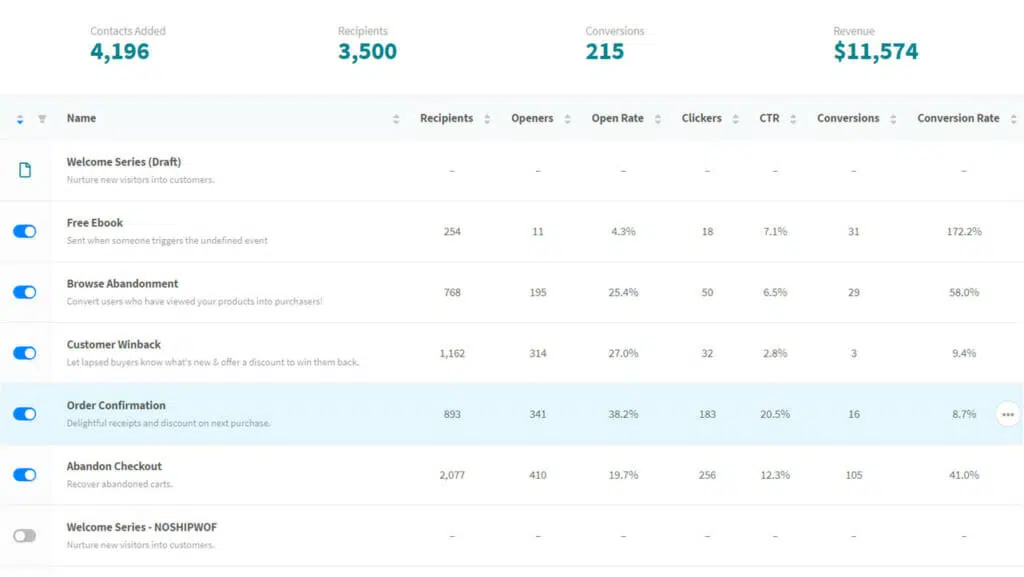 Contacts Added Recipients Conversions Revenue
4,196 3,500 215 $11,574
Name Recipients Openers Open Rate Clickers CTR Conversions Conversion Rate
Welcome Series (Draft)
Nurture new visitors into customers.
– – – – – – –
Free Ebook
Sent when someone triggers the undefined event
254 11 4.3% 18 7.1% 31 172.2%
Browse Abandonment
Convert users who have viewed your products into purchasers!
768 195 25.4% 50 6.5% 29 58.0%
Customer Winback
Let lapsed buyers know what's new & offer a discount to win them back.
1,162 314 27.0% 32 2.8% 3 9.4%
Order Confirmation
Delightful receipts and discount on next purchase.
893 341 38.2% 183 20.5% 16 8.7%
Abandon Checkout
Recover abandoned carts.
2,077 410 19.7% 256 12.3% 105 41.0%
Welcome Series - NOSHIPWOF
Nurture new visitors into customers.
– – – – – – –